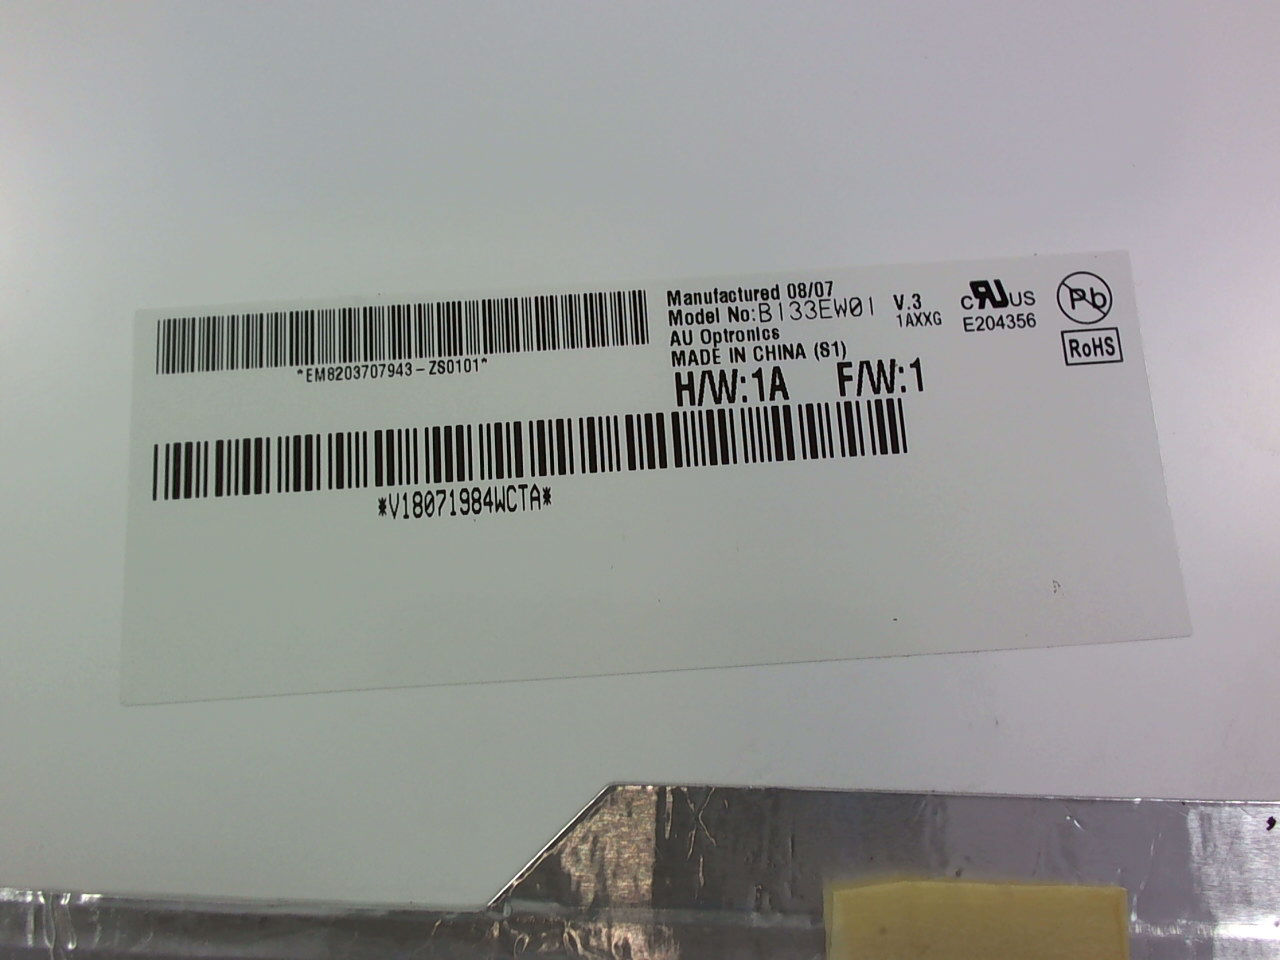 *EM8203707943-ZS0101*
Manufactured 08/07
Model No:B133EW01 V.3
1AXXG
AU Optronics
MADE IN CHINA (S1)
H/W:1A F/W:1
c RU US
E204356
Pb
RoHS
*V18071984WCTA*